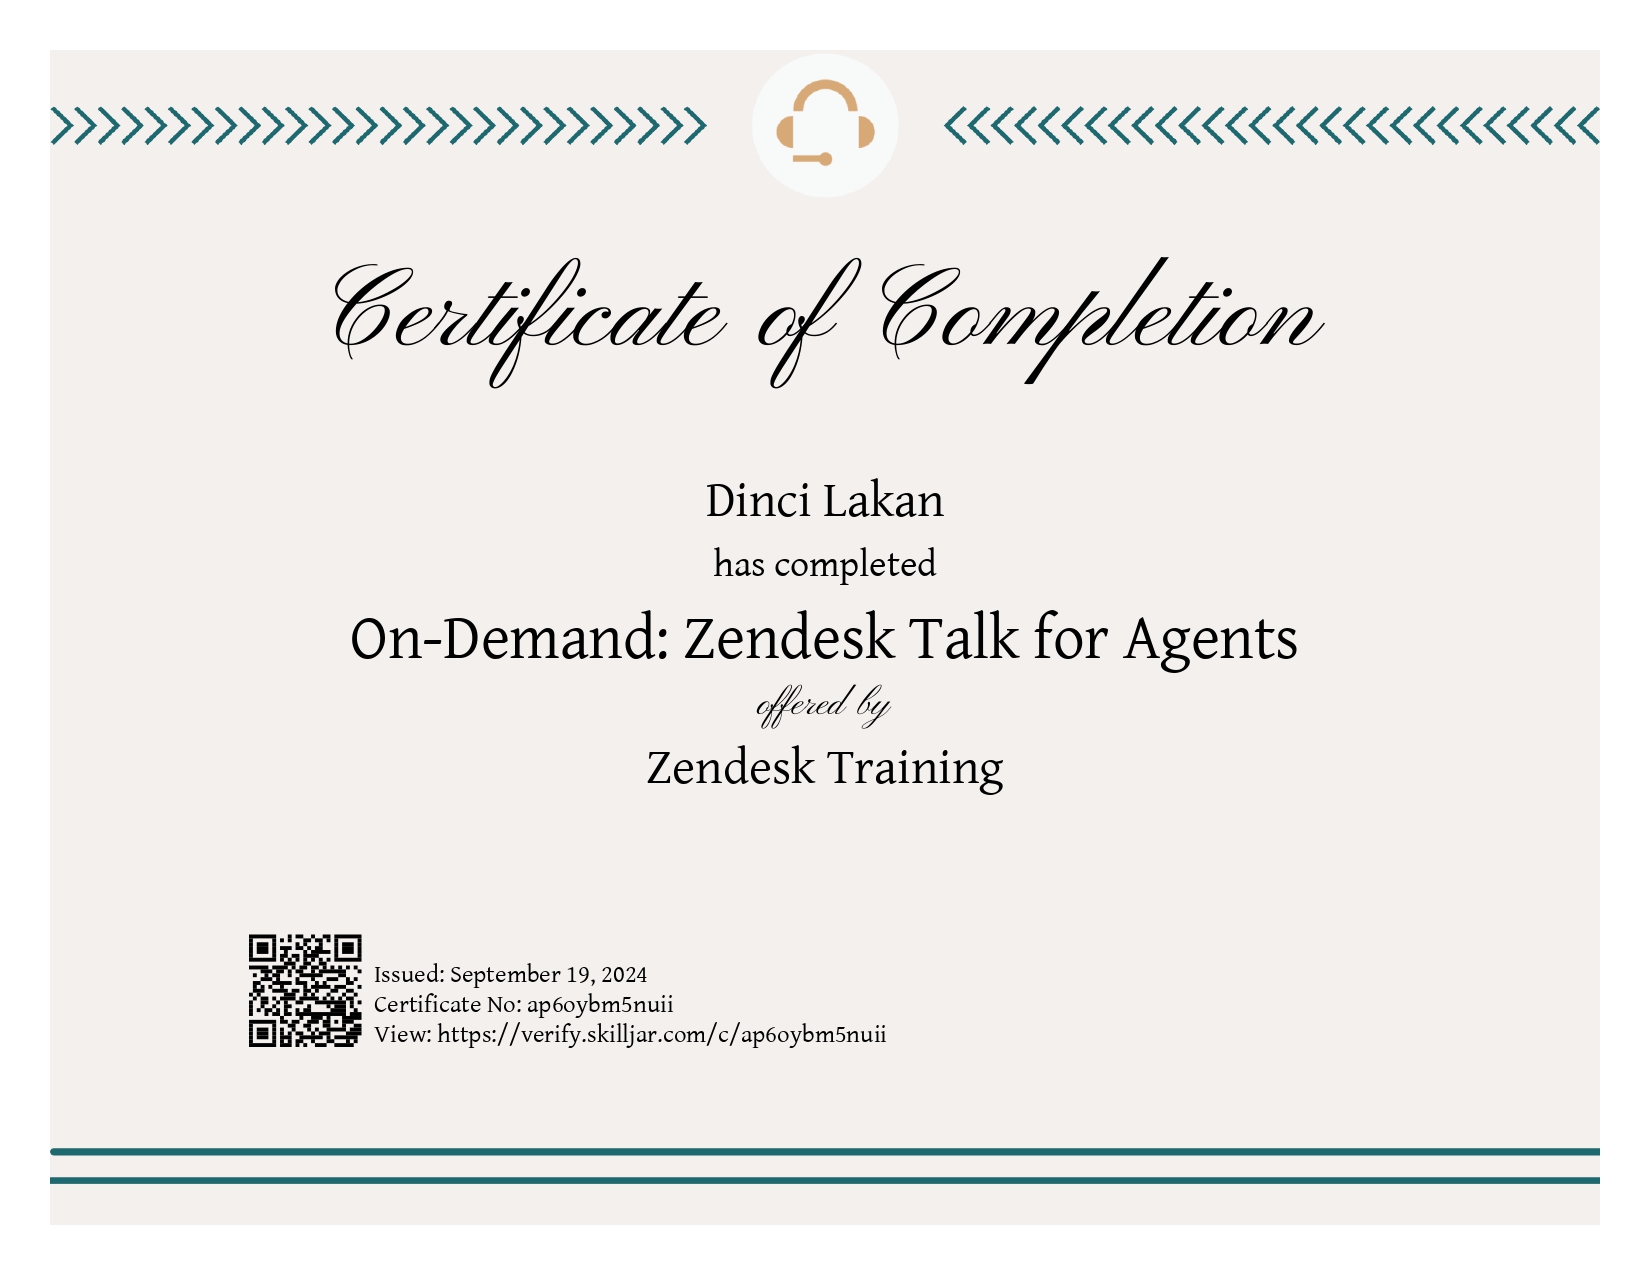 Certificate of Completion
Dinci Lakan
has completed
On-Demand: Zendesk Talk for Agents
offered by
Zendesk Training
Issued: September 19, 2024
Certificate No: ap6oybm5nuii
View: https://verify.skilljar.com/c/ap6oybm5nuii